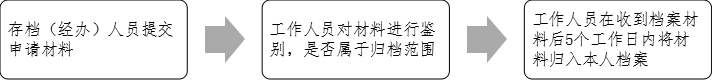 存档（经办）人员提交
申请材料
工作人员对材料进行鉴
别，是否属于归档范围
工作人员在收到档案材
料后5个工作日内将材
料归入本人档案